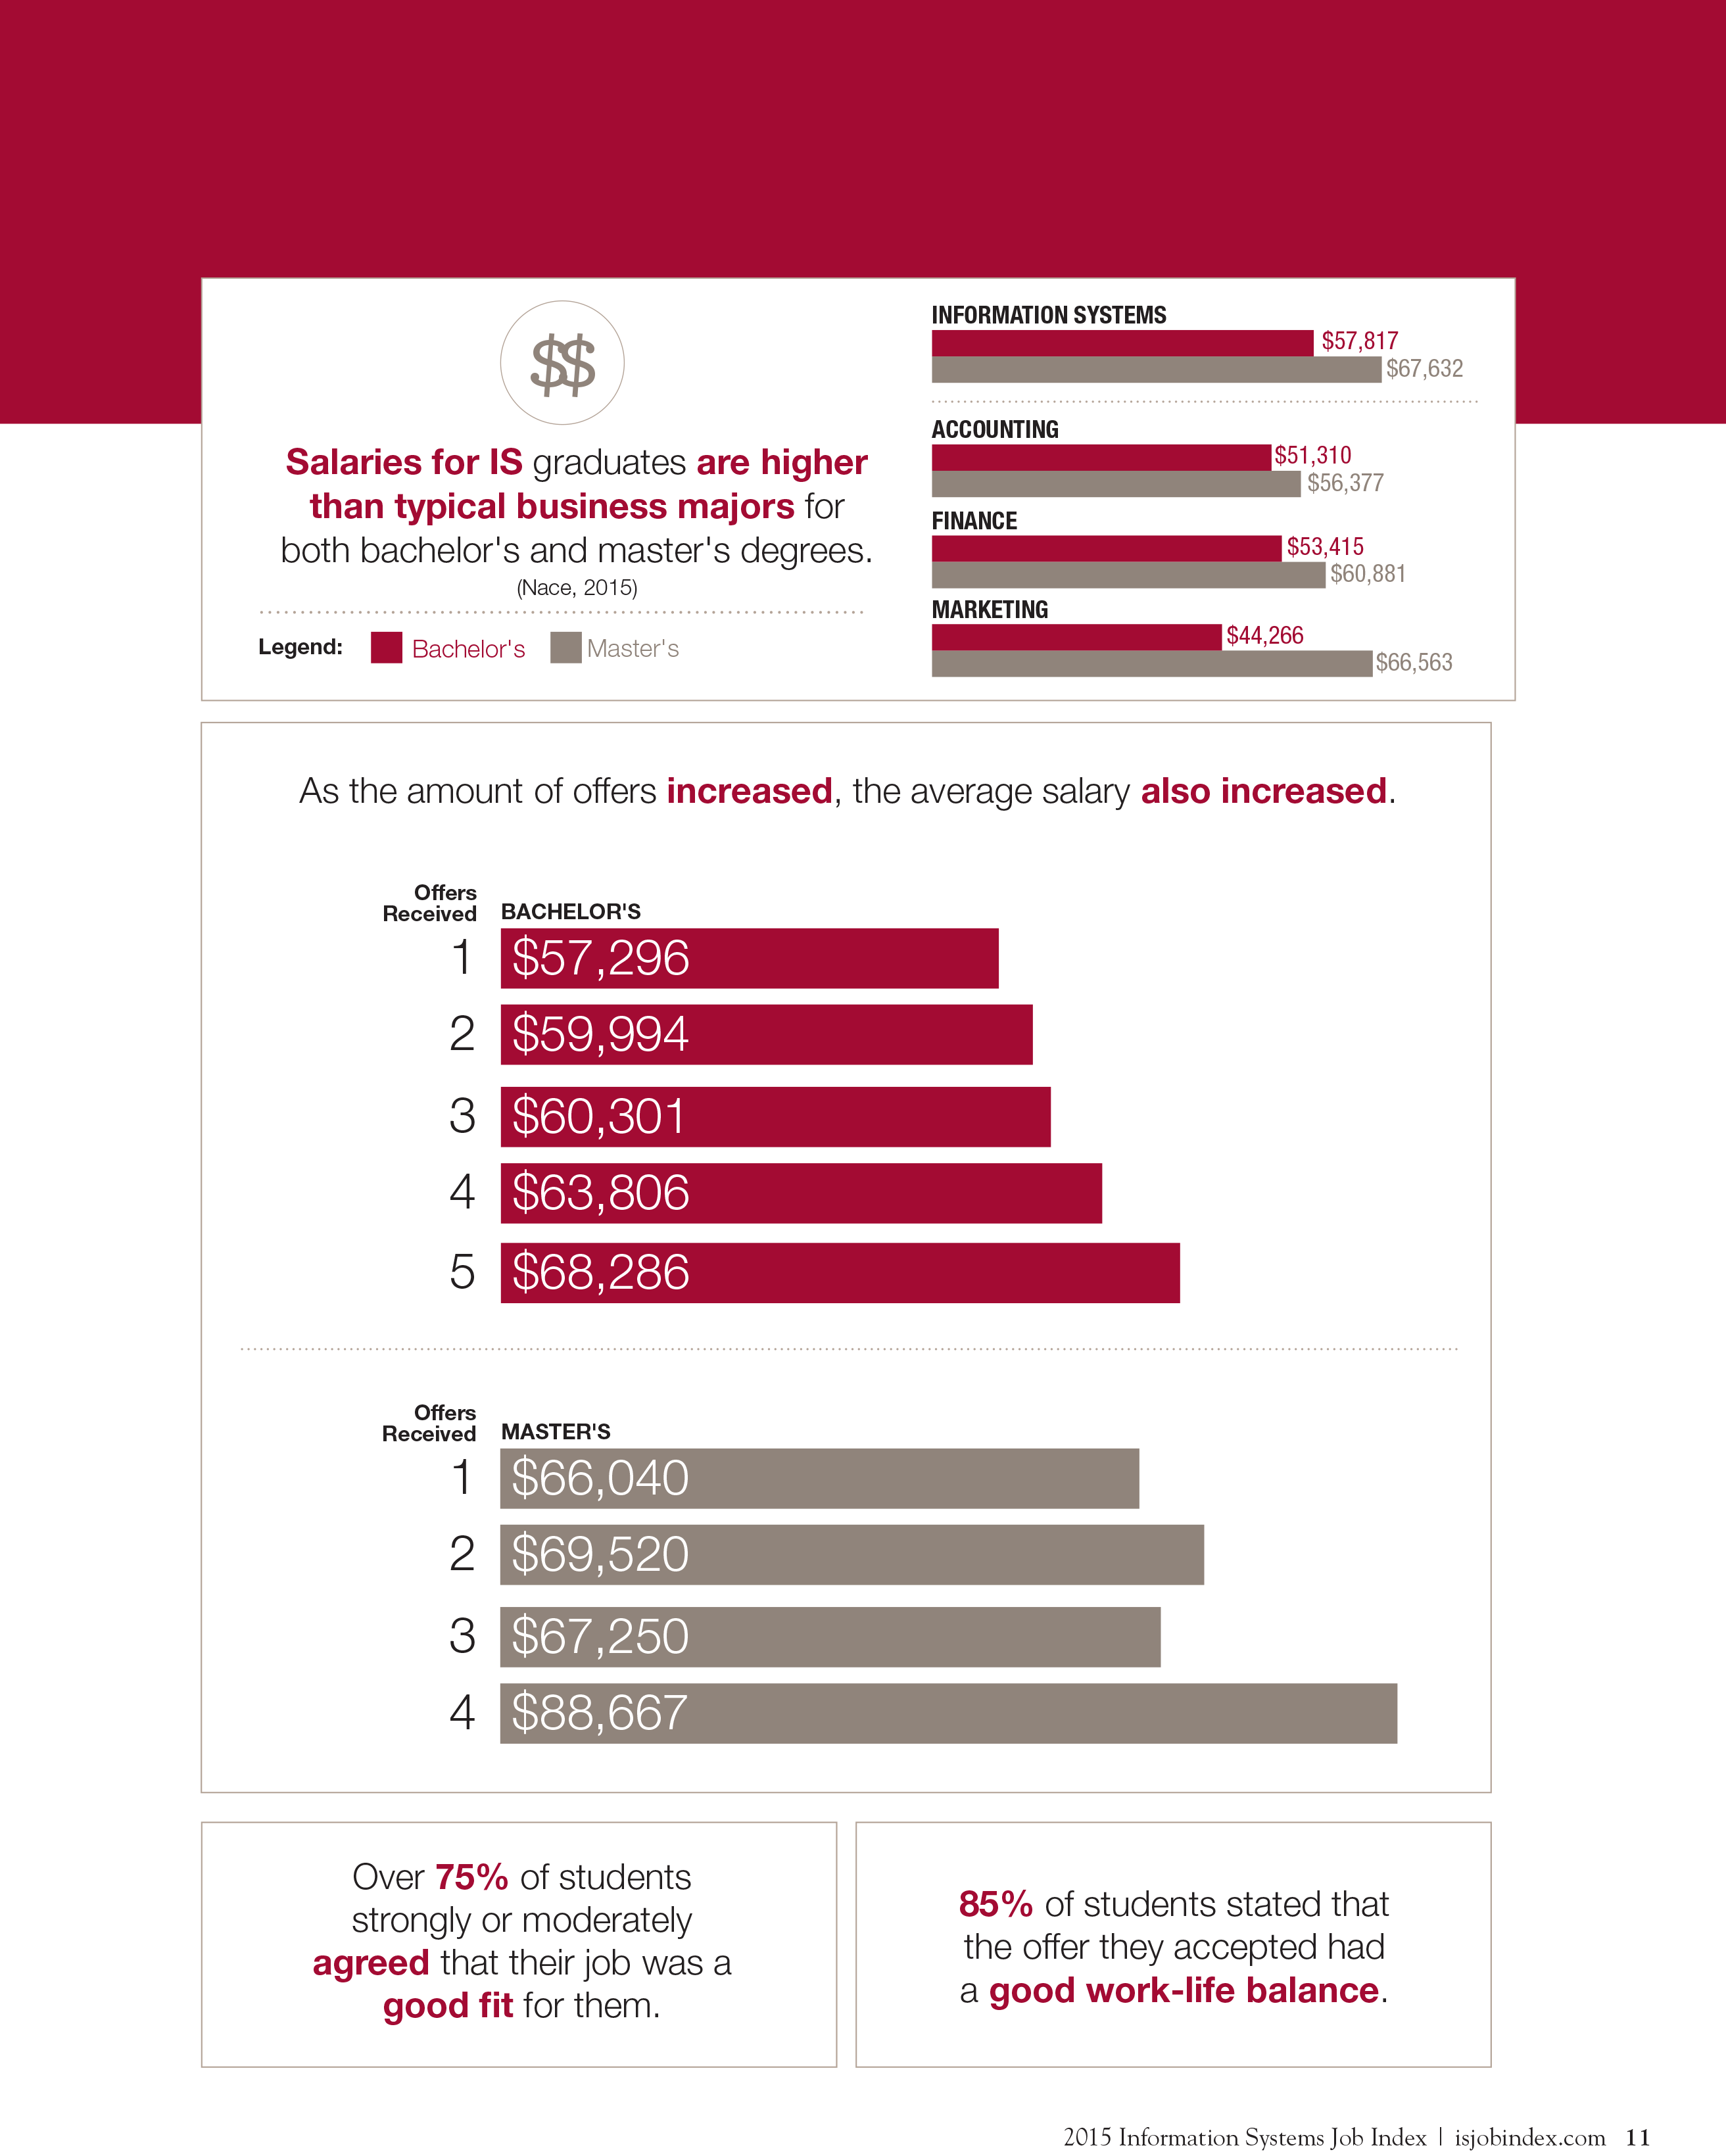 $$
Salaries for IS graduates are higher
than typical business majors for
both bachelor's and master's degrees.
(Nace, 2015)
Legend: Bachelor's Master's
INFORMATION SYSTEMS
$57,817
$67,632
ACCOUNTING
$51,310
$56,377
FINANCE
$53,415
$60,881
MARKETING
$44,266
$66,563
As the amount of offers increased, the average salary also increased.
Offers
Received BACHELOR'S
1 $57,296
2 $59,994
3 $60,301
4 $63,806
5 $68,286
Offers
Received MASTER'S
1 $66,040
2 $69,520
3 $67,250
4 $88,667
Over 75% of students
strongly or moderately
agreed that their job was a
good fit for them.
85% of students stated that
the offer they accepted had
a good work-life balance.
2015 Information Systems Job Index | isjobindex.com 11